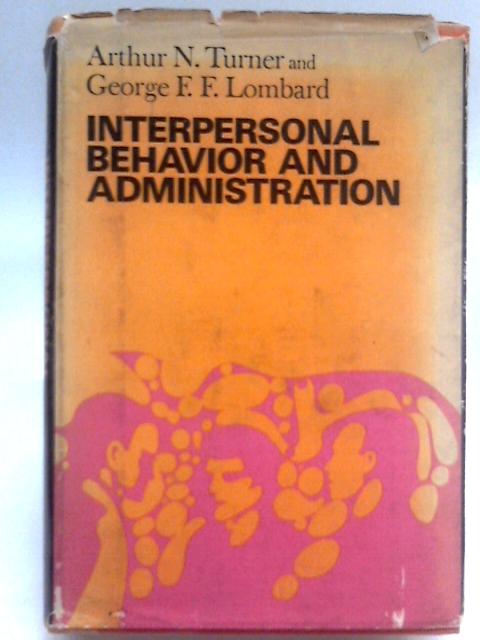 Arthur N. Turner and
George F. F. Lombard
INTERPERSONAL
BEHAVIOR AND
ADMINISTRATION